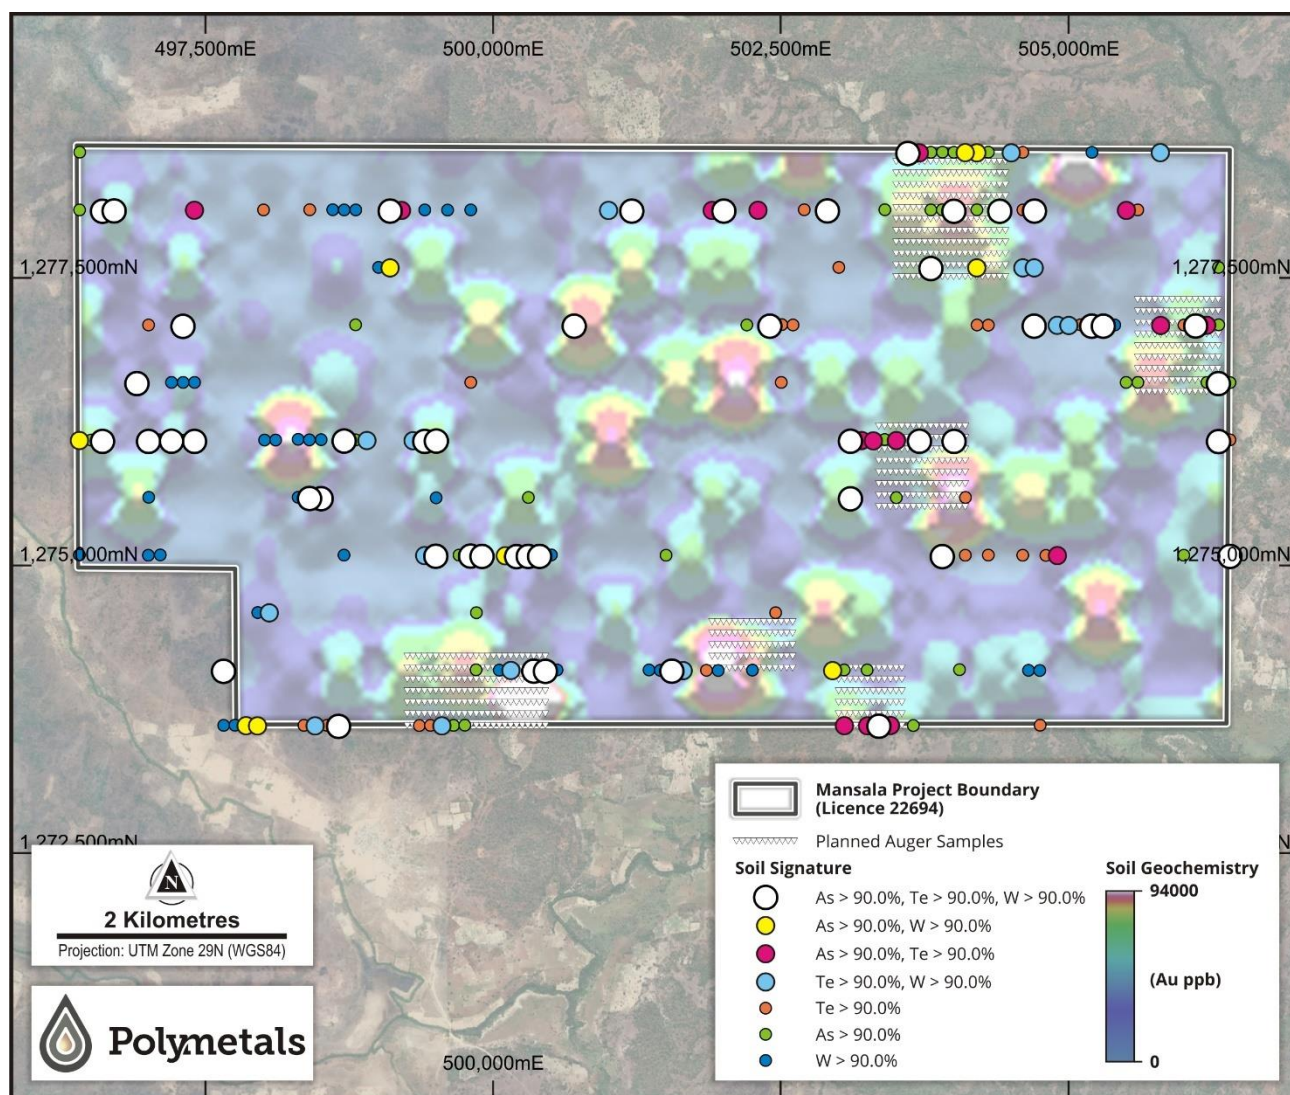 497,500mE
500,000mE
502,500mE
505,000mE
1,277,500mN
1,277,500mN
1,275,000mN
1,275,000mN
1,272,500mN
N
N
2 Kilometres
Projection: UTM Zone 29N (WGS84)
Polymetals
500,000mE
Mansala Project Boundary
(Licence 22694)
Planned Auger Samples
Soil Signature
As > 90.0%, Te > 90.0%, W > 90.0%
As > 90.0%, W > 90.0%
As > 90.0%, Te > 90.0%
Te > 90.0%, W > 90.0%
Te > 90.0%
As > 90.0%
W > 90.0%
Soil Geochemistry
94000
(Au ppb)
0